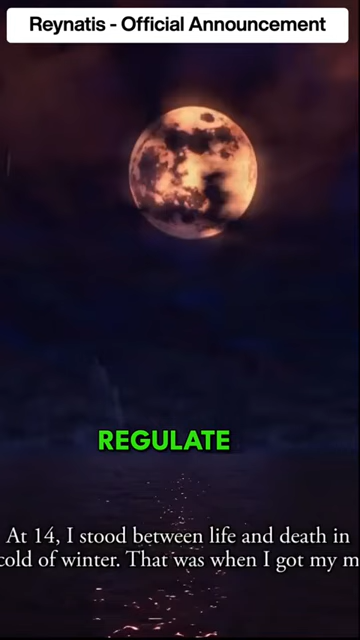 Reynatis - Official Announcement
REGULATE
At 14, I stood between life and death in
cold of winter. That was when I got my m